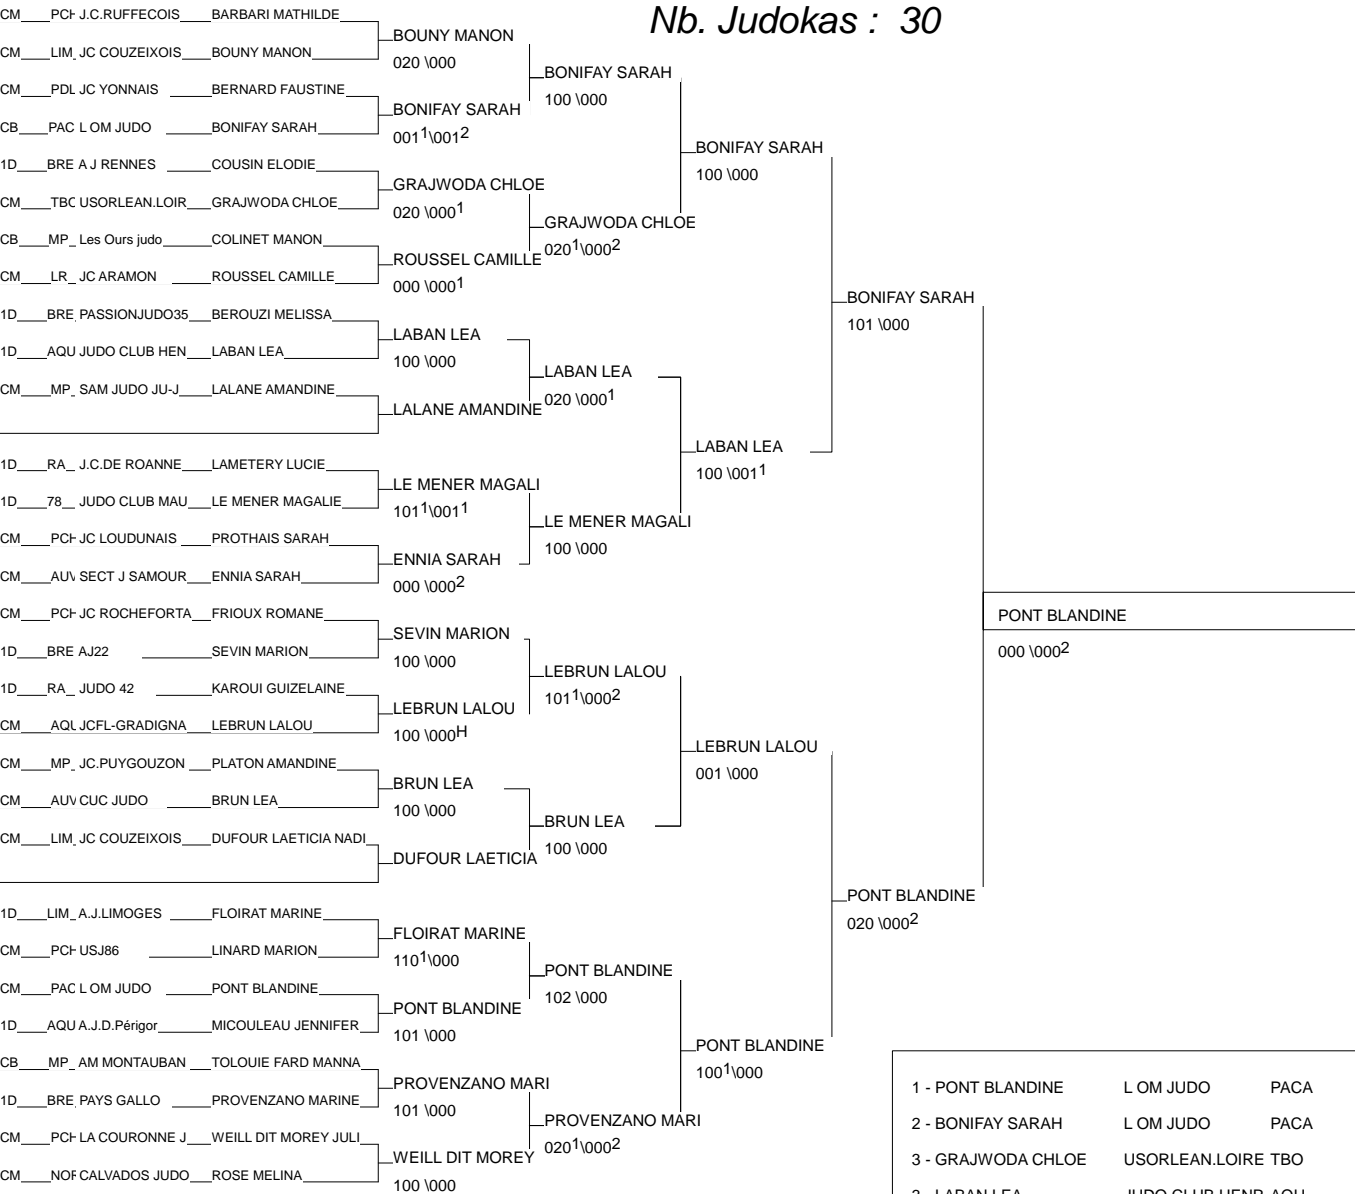 Nb. Judokas : 30
CM PCH J.C.RUFFECOIS BARBARI MATHILDE
CM LIM JC COUZEIXOIS BOUNY MANON
CM PDL JC YONNAIS BERNARD FAUSTINE
CB PAC L OM JUDO BONIFAY SARAH
1D BRE A J RENNES COUSIN ELODIE
CM TBO USORLEAN.LOIR GRAJWODA CHLOE
CB MP Les Ours judo COLINET MANON
CM LR JC ARAMON ROUSSEL CAMILLE
1D BRE PASSIONJUDO35 BEROUZI MELISSA
1D AQU JUDO CLUB HEN LABAN LEA
CM MP SAM JUDO JU-J LALANE AMANDINE
1D RA J.C.DE ROANNE LAMETERY LUCIE
1D 78 JUDO CLUB MAU LE MENER MAGALIE
CM PCH JC LOUDUNAIS PROTHAIS SARAH
CM AUV SECT J SAMOUR ENNIA SARAH
CM PCH JC ROCHEFORTA FRIOUX ROMANE
1D BRE AJ22 SEVIN MARION
1D RA JUDO 42 KAROUI GUIZELAINE
CM AQU JCFL-GRADIGNA LEBRUN LALOU
CM MP JC.PUYGOUZON PLATON AMANDINE
CM AUV CUC JUDO BRUN LEA
CM LIM JC COUZEIXOIS DUFOUR LAETICIA NADI
1D LIM A.J.LIMOGES FLOIRAT MARINE
CM PCH USJ86 LINARD MARION
CM PAC L OM JUDO PONT BLANDINE
1D AQU A.J.D.Périgor MICOULEAU JENNIFER
CB MP AM MONTAUBAN TOLOUIE FARD MANNA
1D BRE PAYS GALLO PROVENZANO MARINE
CM PCH LA COURONNE J WEILL DIT MOREY JULI
CM NOR CALVADOS JUDO ROSE MELINA
BOUNY MANON
020 \000
BONIFAY SARAH
001¹\001²
GRAJWODA CHLOE
020 \000¹
ROUSSEL CAMILLE
000 \000¹
LABAN LEA
100 \000
LALANE AMANDINE
LE MENER MAGALI
101¹\001¹
ENNIA SARAH
000 \000²
SEVIN MARION
100 \000
LEBRUN LALOU
100 \000H
BRUN LEA
100 \000
DUFOUR LAETICIA
FLOIRAT MARINE
110¹\000
PONT BLANDINE
101 \000
PROVENZANO MARI
101 \000
WEILL DIT MOREY
100 \000
BONIFAY SARAH
100 \000
GRAJWODA CHLOE
020¹\000²
LABAN LEA
020 \000¹
LE MENER MAGALI
100 \000
LEBRUN LALOU
101¹\000²
BRUN LEA
100 \000
PONT BLANDINE
102 \000
PROVENZANO MARI
020¹\000²
BONIFAY SARAH
100 \000
LABAN LEA
100 \001¹
LEBRUN LALOU
001 \000
PONT BLANDINE
100¹\000
BONIFAY SARAH
101 \000
PONT BLANDINE
020 \000²
PONT BLANDINE
000 \000²
1 - PONT BLANDINE L OM JUDO PACA
2 - BONIFAY SARAH L OM JUDO PACA
3 - GRAJWODA CHLOE USORLEAN.LOIRE TBO
3 - LABAN LEA JUDO CLUB HENR AQU